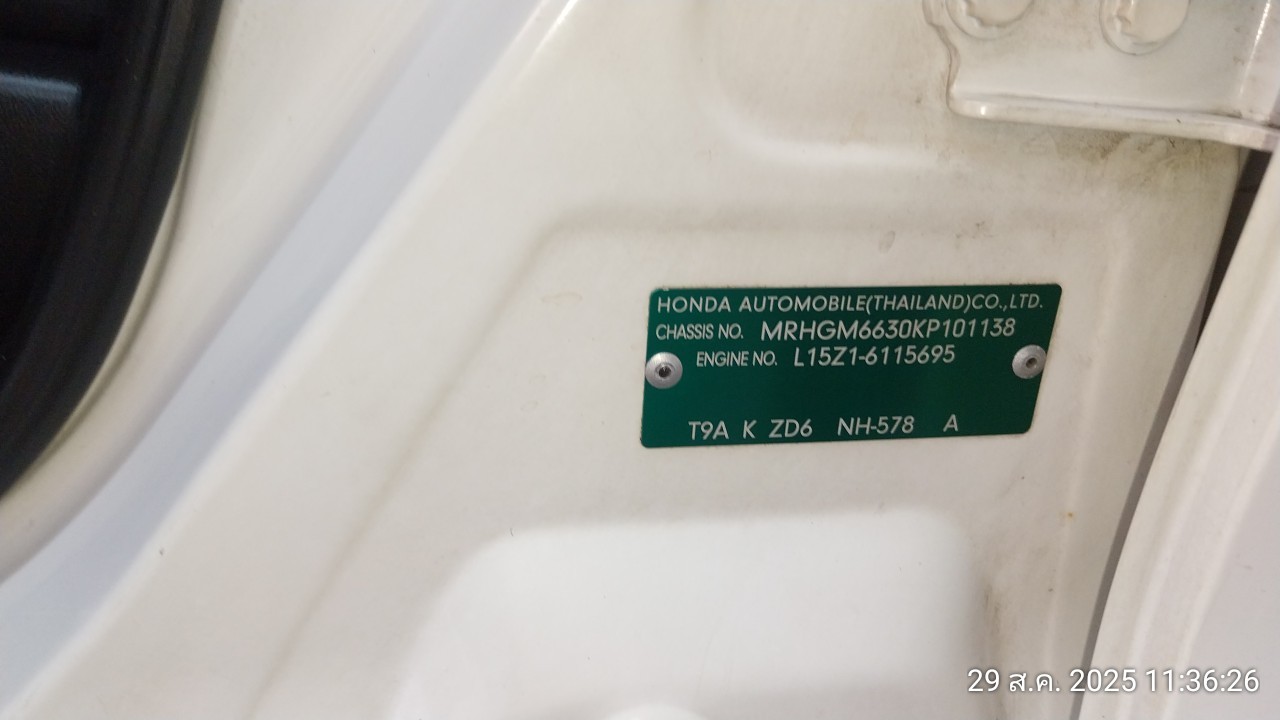 HONDA AUTOMOBILE(THAILAND)CO.,LTD.
CHASSIS NO. MRHGM6630KP101138
ENGINE NO. L15Z1-6115695
T9A K ZD6 NH-578 A
29 ส.ค. 2025 11:36:26